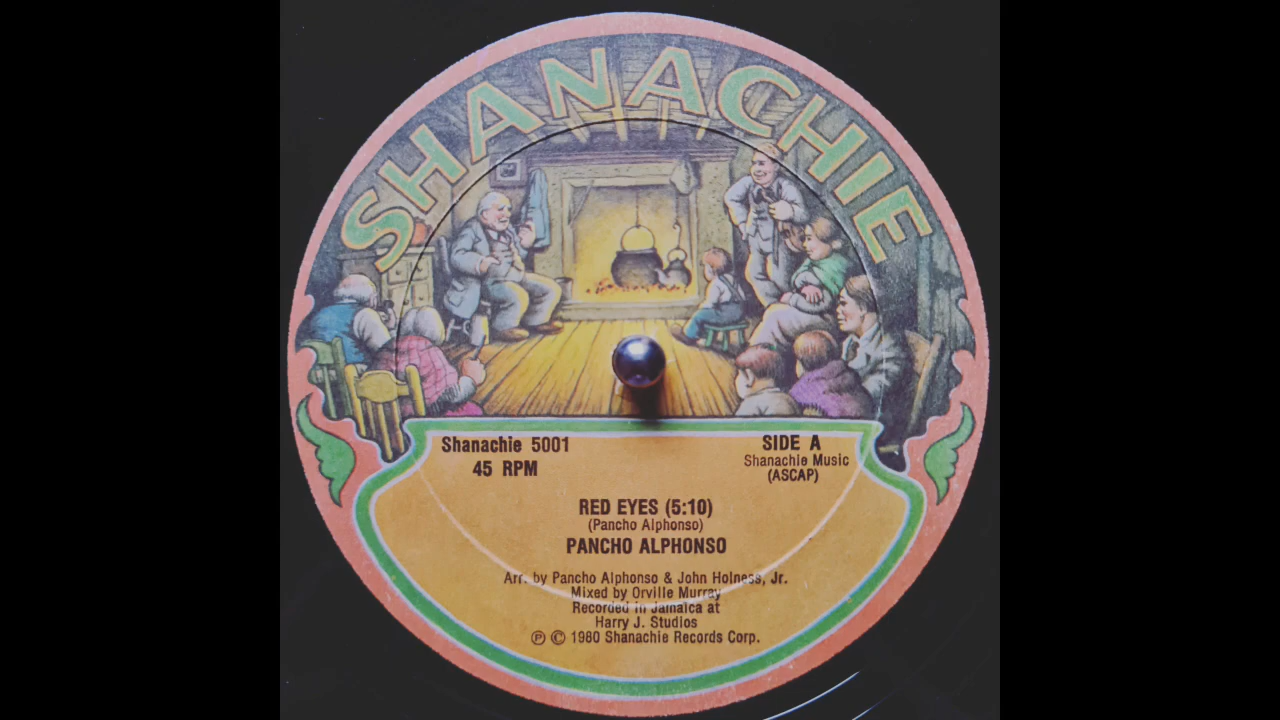 SHANACHIE
Shanachie 5001
45 RPM
SIDE A
Shanachie Music
(ASCAP)
RED EYES (5:10)
(Pancho Alphonso)
PANCHO ALPHONSO
Arr. by Pancho Alphonso & John Holness, Jr.
Mixed by Orville Murray
Recorded in Jamaica at
Harry J. Studios
Ⓟ © 1980 Shanachie Records Corp.